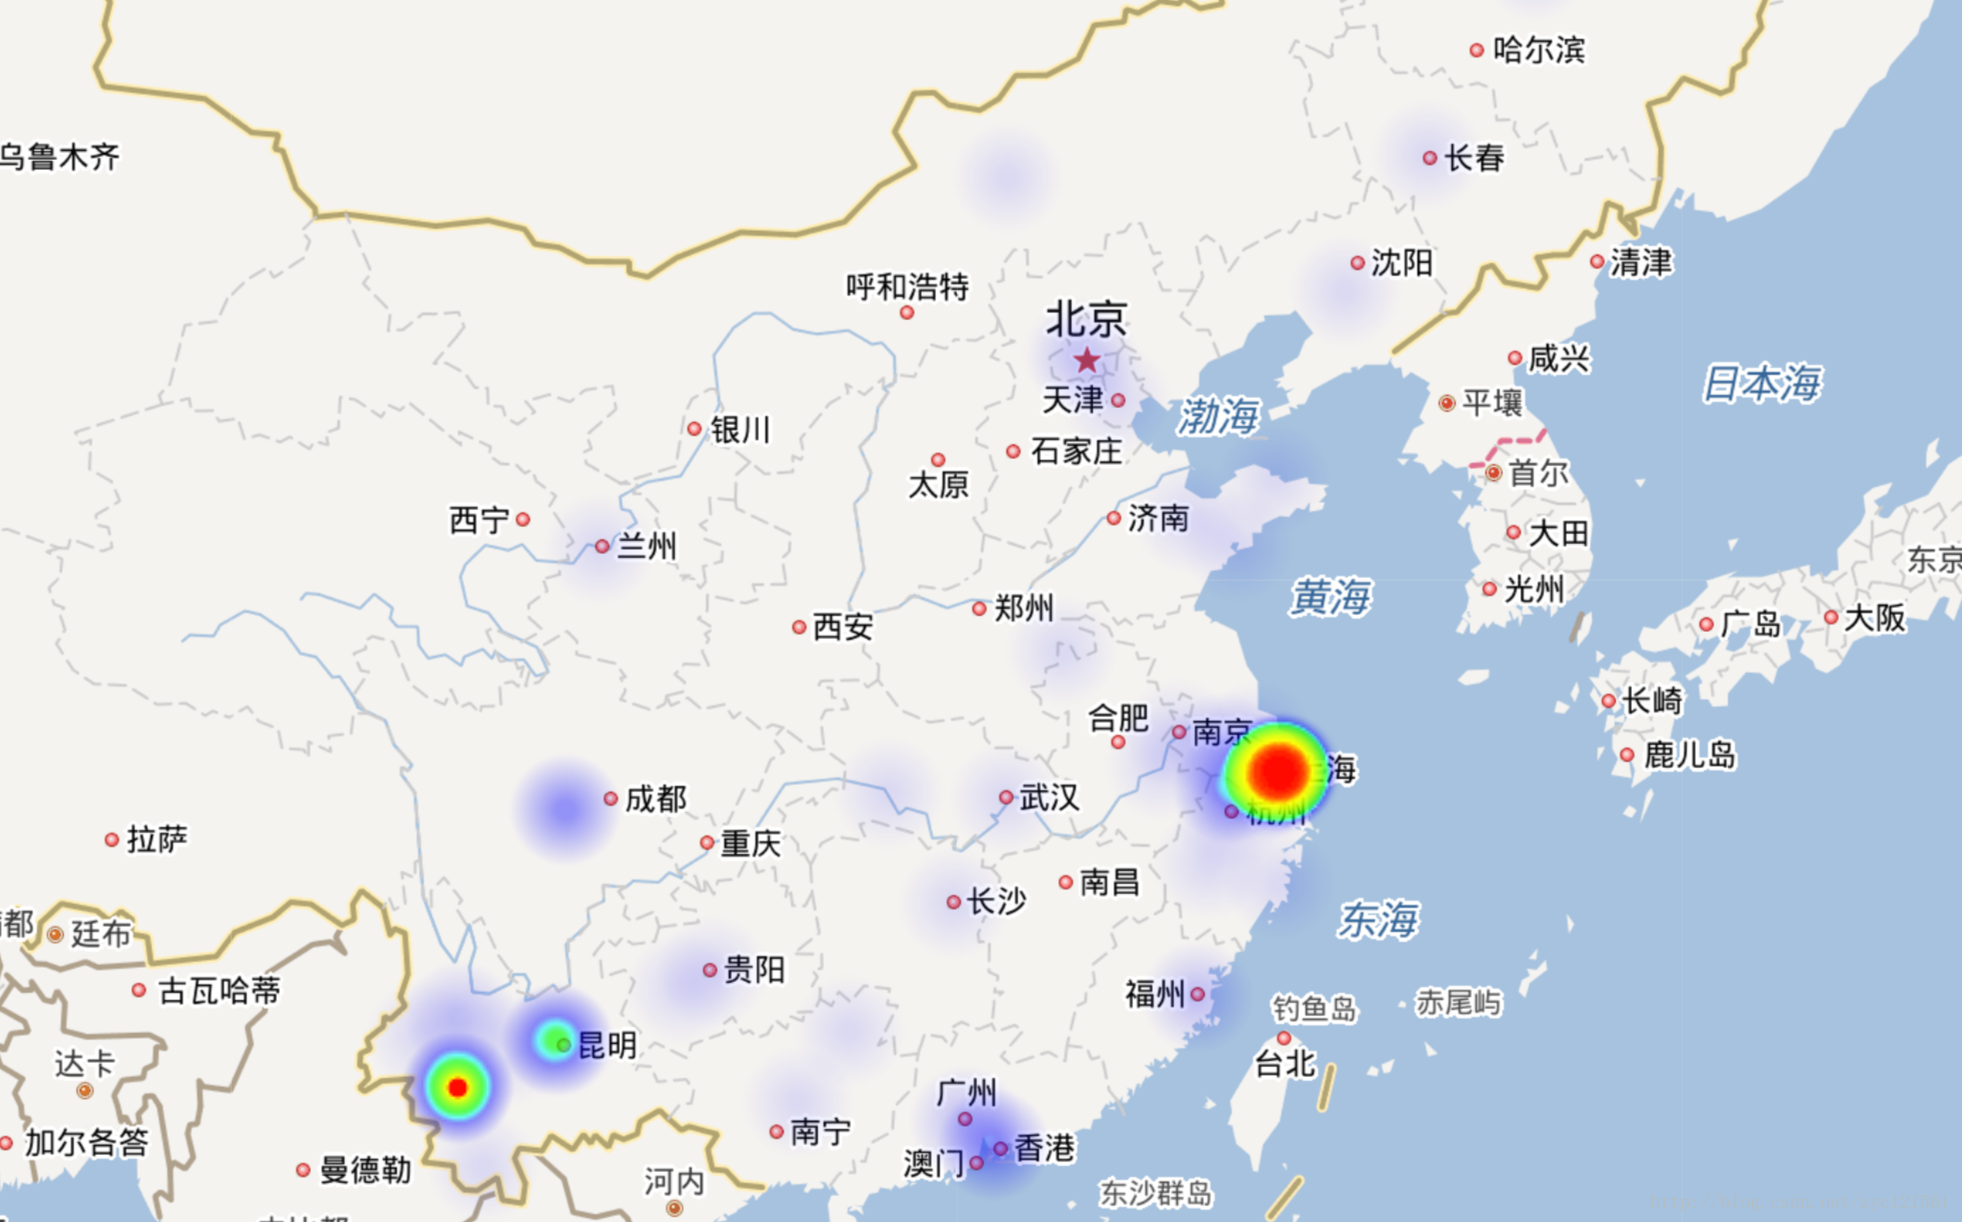 哈尔滨
乌鲁木齐
长春
沈阳
清津
呼和浩特
北京
咸兴
日本海
天津
渤海
平壤
银川
石家庄
太原
首尔
西宁
济南
大田
兰州
东京
黄海
光州
郑州
西安
广岛
大阪
长崎
合肥
南京
鹿儿岛
海
成都
武汉
杭州
拉萨
重庆
南昌
长沙
都
廷布
东海
贵阳
古瓦哈蒂
福州
钓鱼岛
赤尾屿
昆明
达卡
台北
广州
加尔各答
南宁
香港
澳门
曼德勒
河内
东沙群岛